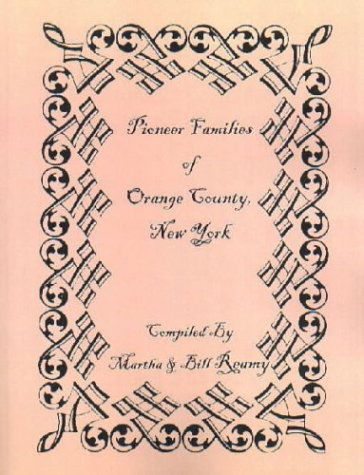 Pioneer Families
of
Orange County,
New York
Compiled By
Martha & Bill Reamy